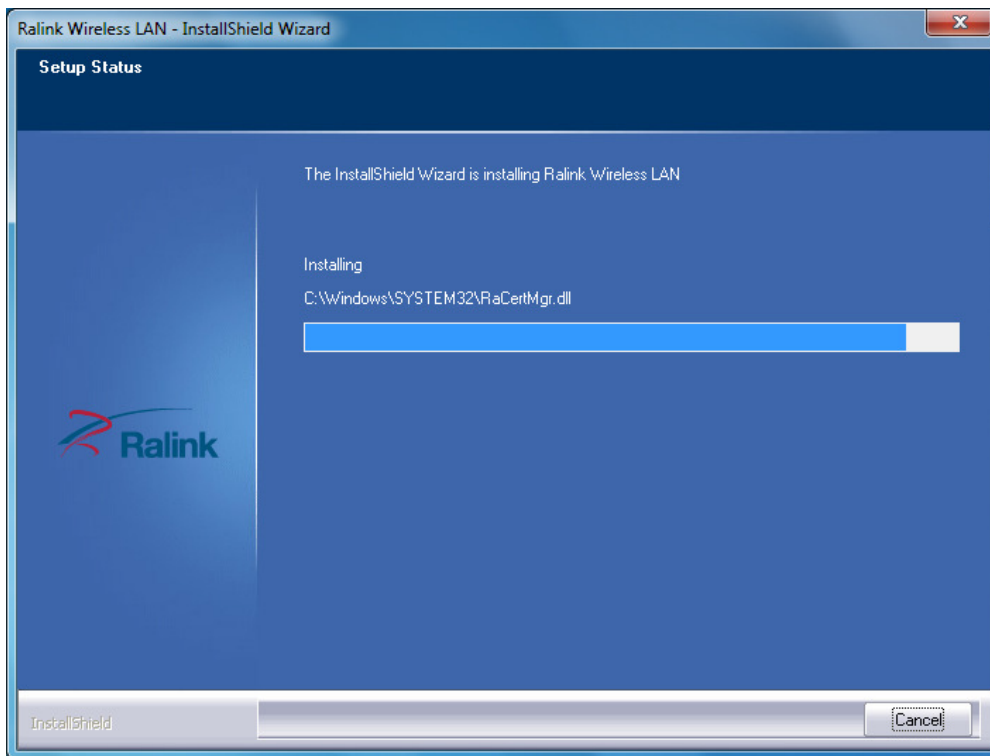 Ralink Wireless LAN - InstallShield Wizard
x
Setup Status
The InstallShield Wizard is installing Ralink Wireless LAN
Installing
C:\Windows\SYSTEM32\RaCertMgr.dll
Ralink
InstallShield
Cancel